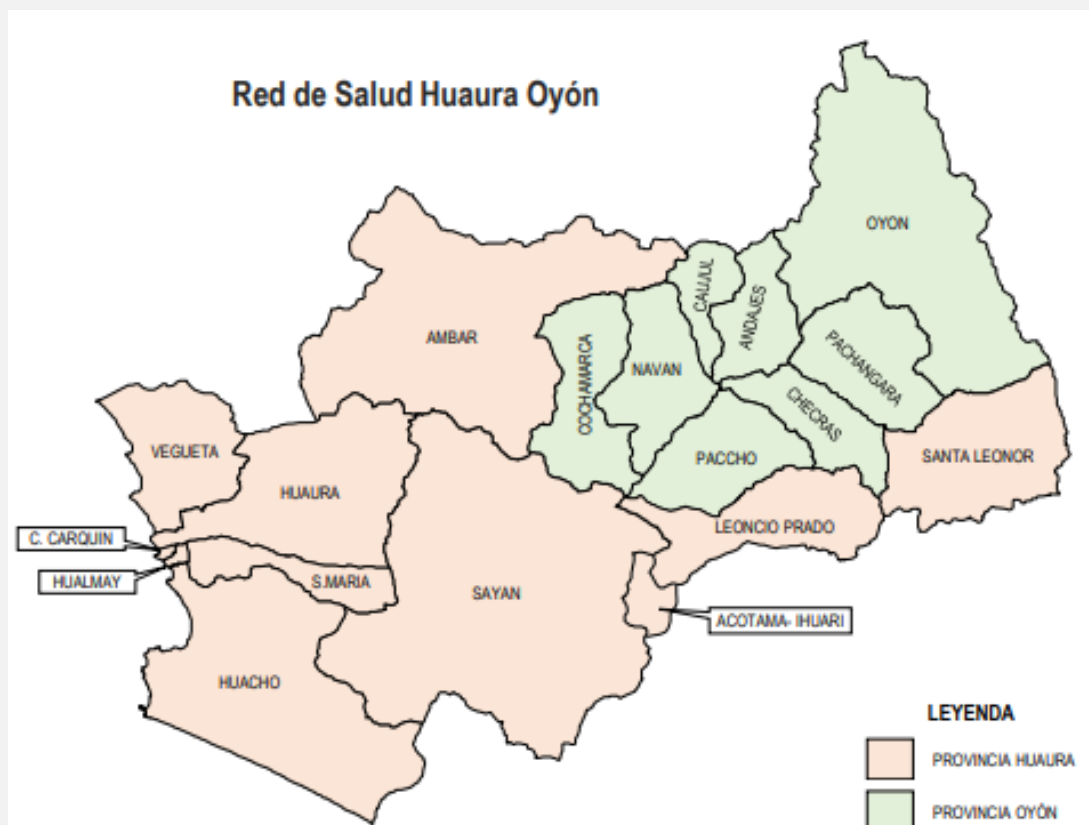 Red de Salud Huaura Oyón
OYON
CAUJUL
ANDAJES
AMBAR
COCHAMARCA
NAVAN
PACHANGARA
CHECRAS
VEGUETA
PACCHO
SANTA LEONOR
HUAURA
LEONCIO PRADO
C. CARQUIN
HUALMAY
S.MARIA
SAYAN
ACOTAMA- IHUARI
HUACHO
LEYENDA
PROVINCIA HUAURA
PROVINCIA OYÓN